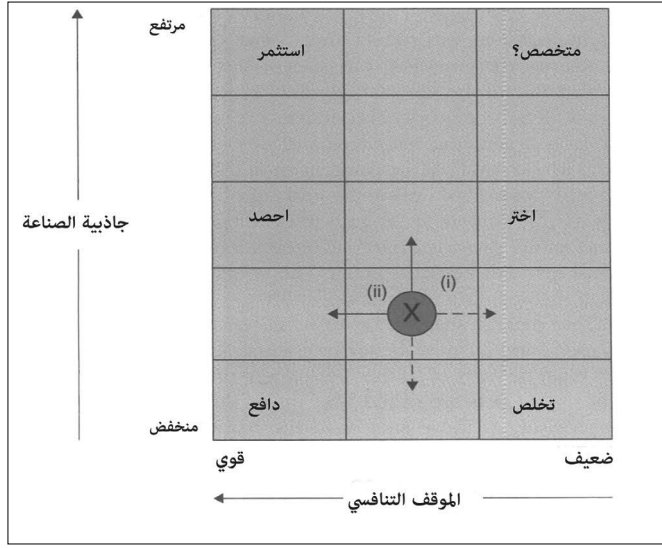 مرتفع
استثمر
متخصص؟
جاذبية الصناعة
احصد
اختر
(ii)
(i)
X
دافع
تخلص
منخفض
قوي
ضعيف
الموقف التنافسي